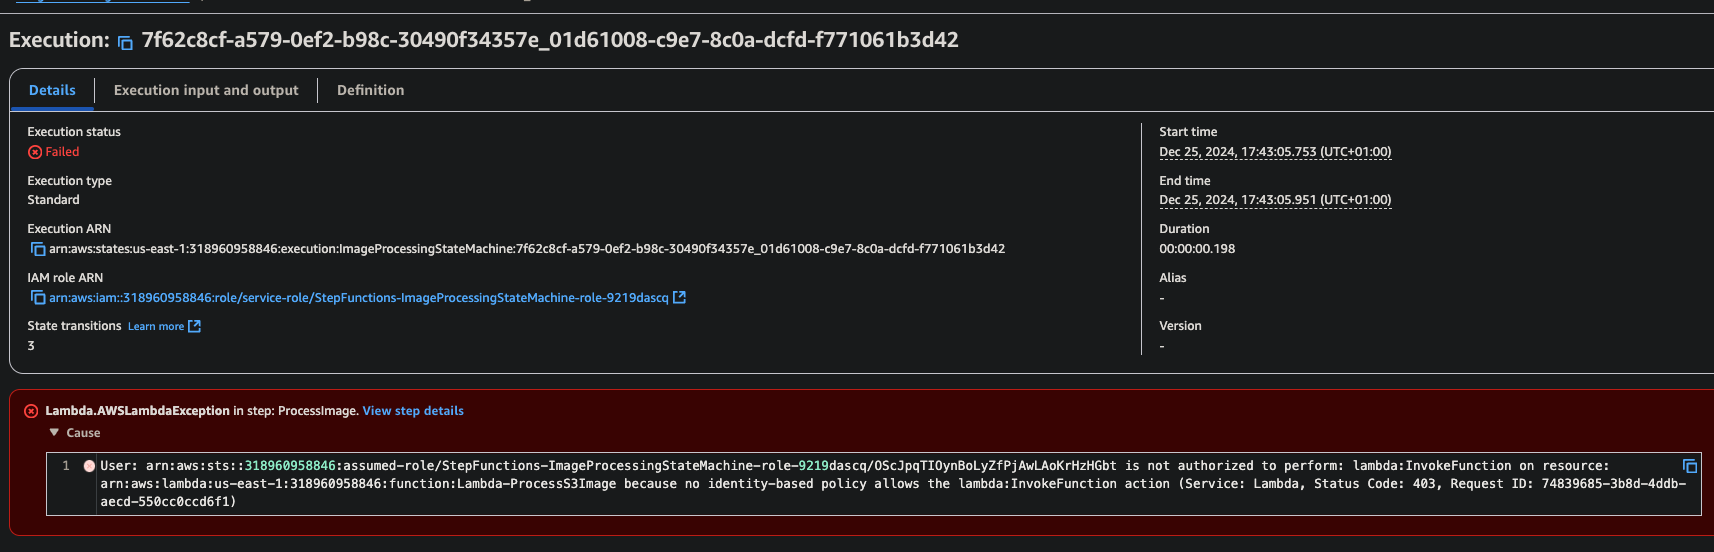 Execution: 7f62c8cf-a579-0ef2-b98c-30490f34357e_01d61008-c9e7-8c0a-dcfd-f771061b3d42
Details
Execution input and output
Definition
Execution status
Failed
Execution type
Standard
Execution ARN
arn:aws:states:us-east-1:318960958846:execution:ImageProcessingStateMachine:7f62c8cf-a579-0ef2-b98c-30490f34357e_01d61008-c9e7-8c0a-dcfd-f771061b3d42
IAM role ARN
arn:aws:iam::318960958846:role/service-role/StepFunctions-ImageProcessingStateMachine-role-9219dascq
State transitions Learn more
3
Start time
Dec 25, 2024, 17:43:05.753 (UTC+01:00)
End time
Dec 25, 2024, 17:43:05.951 (UTC+01:00)
Duration
00:00:00.198
Alias
-
Version
-
Lambda.AWSLambdaException in step: ProcessImage. View step details
Cause
1 User: arn:aws:sts::318960958846:assumed-role/StepFunctions-ImageProcessingStateMachine-role-9219dascq/OScJpqTIOynBoLyZfPjAwLAoKrHzHGbt is not authorized to perform: lambda:InvokeFunction on resource:
arn:aws:lambda:us-east-1:318960958846:function:Lambda-ProcessS3Image because no identity-based policy allows the lambda:InvokeFunction action (Service: Lambda, Status Code: 403, Request ID: 74839685-3b8d-4ddb-
aecd-550cc0ccd6f1)